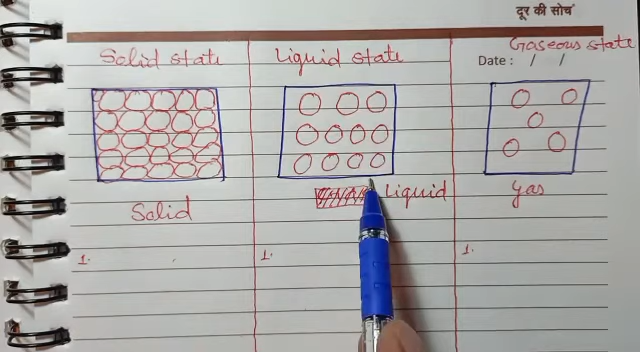 दूर की सोच
Solid state
Liquid state
Gaseous state
Date: / /
Solid
Liquid
gas
1.
1.
1.